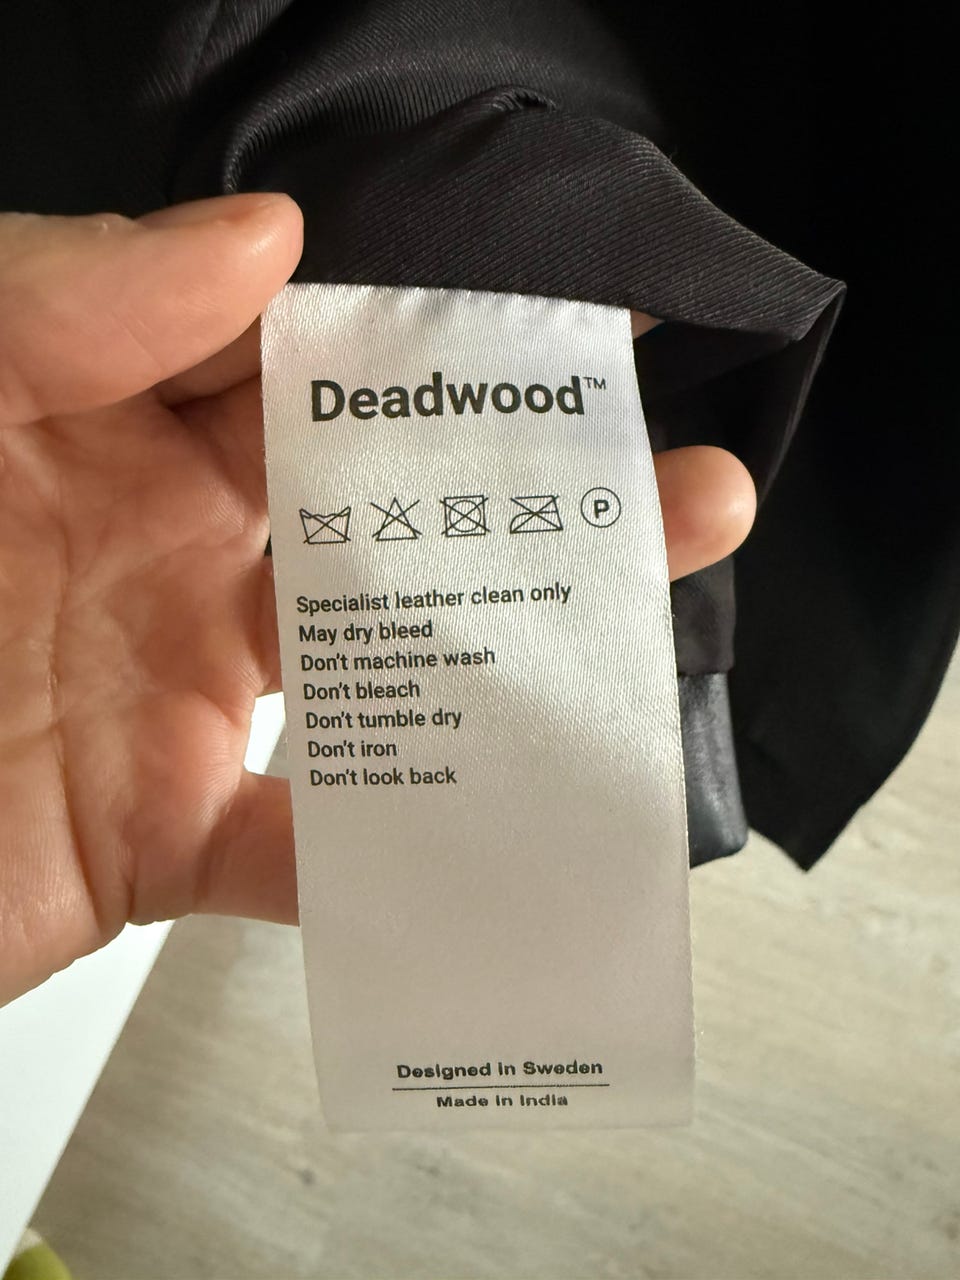 Deadwood™
P
Specialist leather clean only
May dry bleed
Don't machine wash
Don't bleach
Don't tumble dry
Don't iron
Don't look back
Designed in Sweden
Made in India